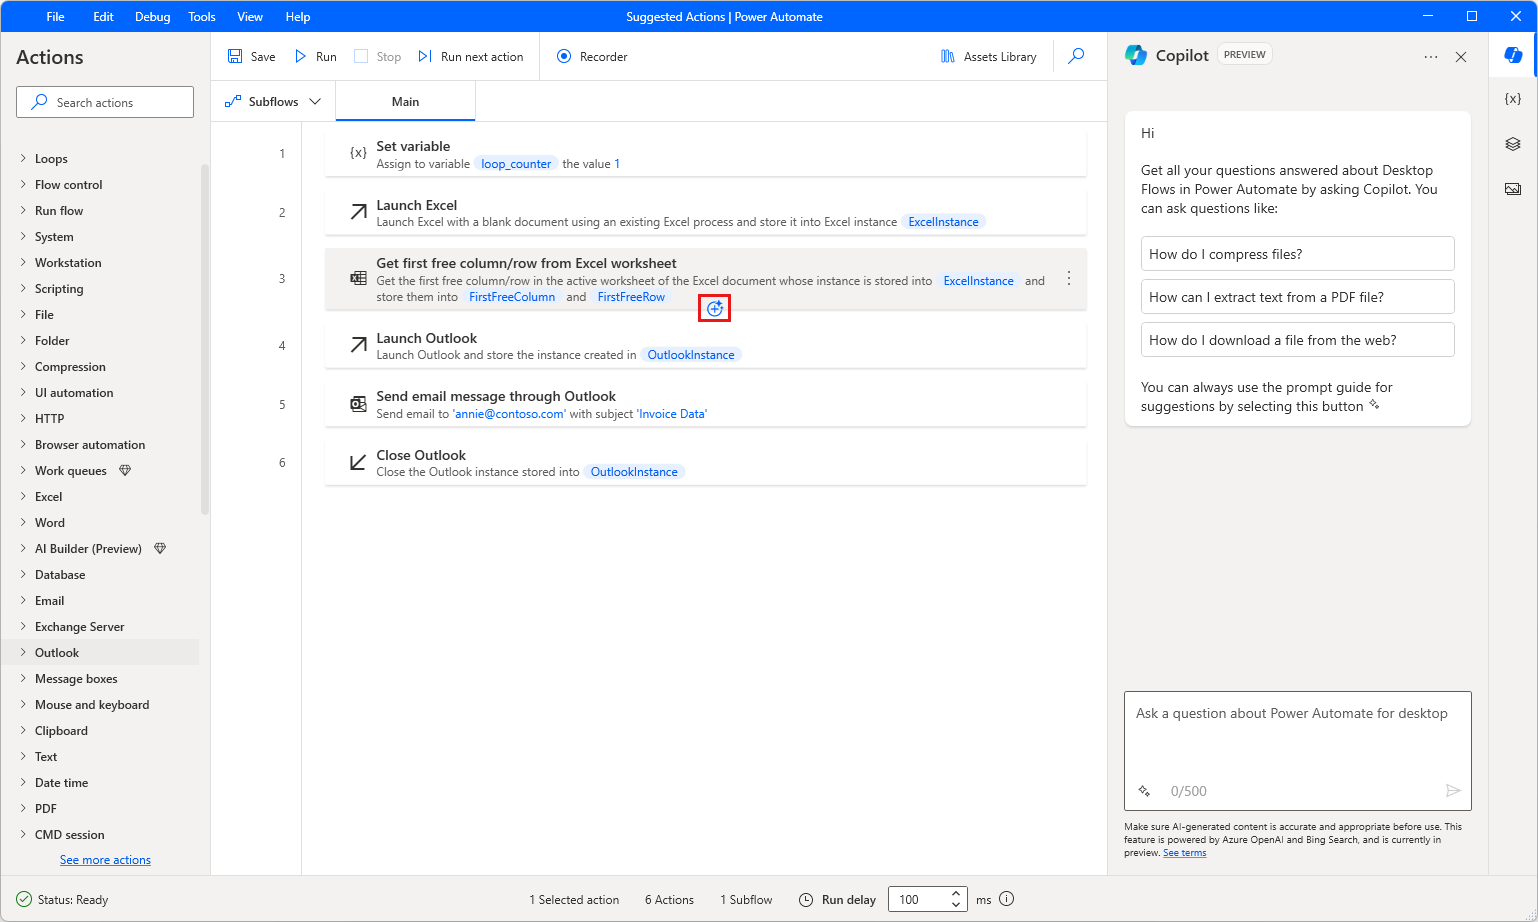 File Edit Debug Tools View Help
Suggested Actions | Power Automate
Actions
Search actions
Loops
Flow control
Run flow
System
Workstation
Scripting
File
Folder
Compression
UI automation
HTTP
Browser automation
Work queues
Excel
Word
AI Builder (Preview)
Database
Email
Exchange Server
Outlook
Message boxes
Mouse and keyboard
Clipboard
Text
Date time
PDF
CMD session
See more actions
Save Run Stop Run next action Recorder Assets Library
Subflows Main
1
{x} Set variable
Assign to variable loop_counter the value 1
2
Launch Excel
Launch Excel with a blank document using an existing Excel process and store it into Excel instance ExcelInstance
3
Get first free column/row from Excel worksheet
Get the first free column/row in the active worksheet of the Excel document whose instance is stored into ExcelInstance and
store them into FirstFreeColumn and FirstFreeRow
4
Launch Outlook
Launch Outlook and store the instance created in OutlookInstance
5
Send email message through Outlook
Send email to 'annie@contoso.com' with subject 'Invoice Data'
6
Close Outlook
Close the Outlook instance stored into OutlookInstance
Copilot PREVIEW
Hi
Get all your questions answered about Desktop
Flows in Power Automate by asking Copilot. You
can ask questions like:
How do I compress files?
How can I extract text from a PDF file?
How do I download a file from the web?
You can always use the prompt guide for
suggestions by selecting this button
Ask a question about Power Automate for desktop
0/500
Make sure AI-generated content is accurate and appropriate before use. This
feature is powered by Azure OpenAI and Bing Search, and is currently in
preview. See terms
{x}
Status: Ready
1 Selected action 6 Actions 1 Subflow Run delay 100 ms